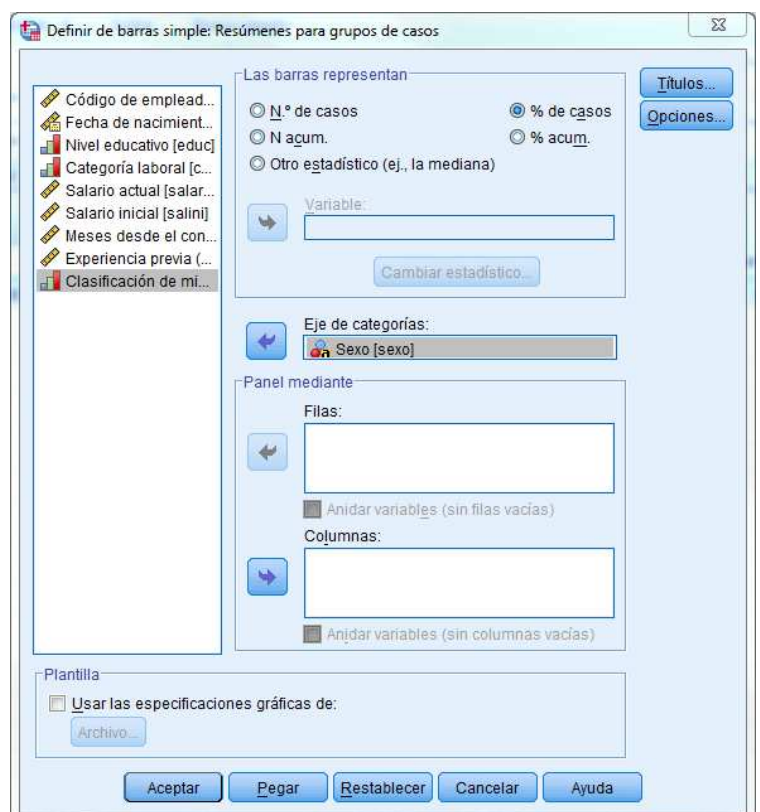 Definir de barras simple: Resúmenes para grupos de casos
Código de emplead...
Fecha de nacimient...
Nivel educativo [educ]
Categoría laboral [c...
Salario actual [salar...
Salario inicial [salini]
Meses desde el con...
Experiencia previa (...
Clasificación de mi...
Las barras representan
N.º de casos
% de casos
N acum.
% acum.
Otro estadístico (ej., la mediana)
Variable:
Cambiar estadístico...
Eje de categorías:
Sexo [sexo]
Panel mediante
Filas:
Anidar variables (sin filas vacías)
Columnas:
Anidar variables (sin columnas vacías)
Títulos...
Opciones...
Plantilla
Usar las especificaciones gráficas de:
Archivo...
Aceptar
Pegar
Restablecer
Cancelar
Ayuda